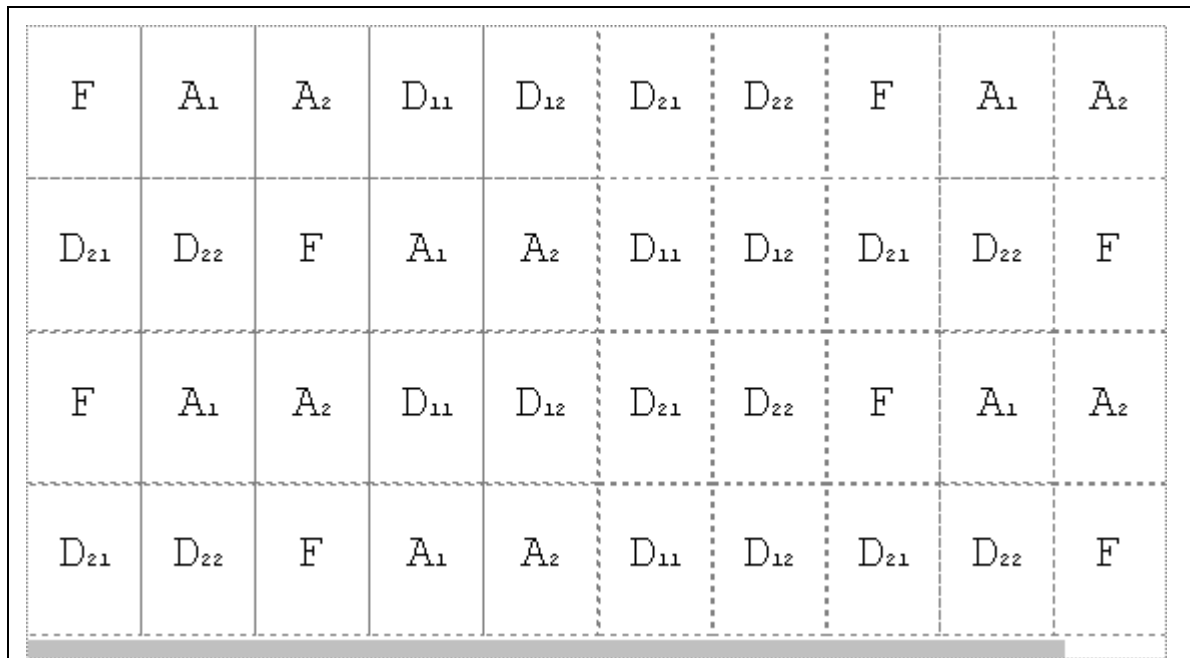 F A₁ A₂ D₁₁ D₁₂ D₂₁ D₂₂ F A₁ A₂
D₂₁ D₂₂ F A₁ A₂ D₁₁ D₁₂ D₂₁ D₂₂ F
F A₁ A₂ D₁₁ D₁₂ D₂₁ D₂₂ F A₁ A₂
D₂₁ D₂₂ F A₁ A₂ D₁₁ D₁₂ D₂₁ D₂₂ F